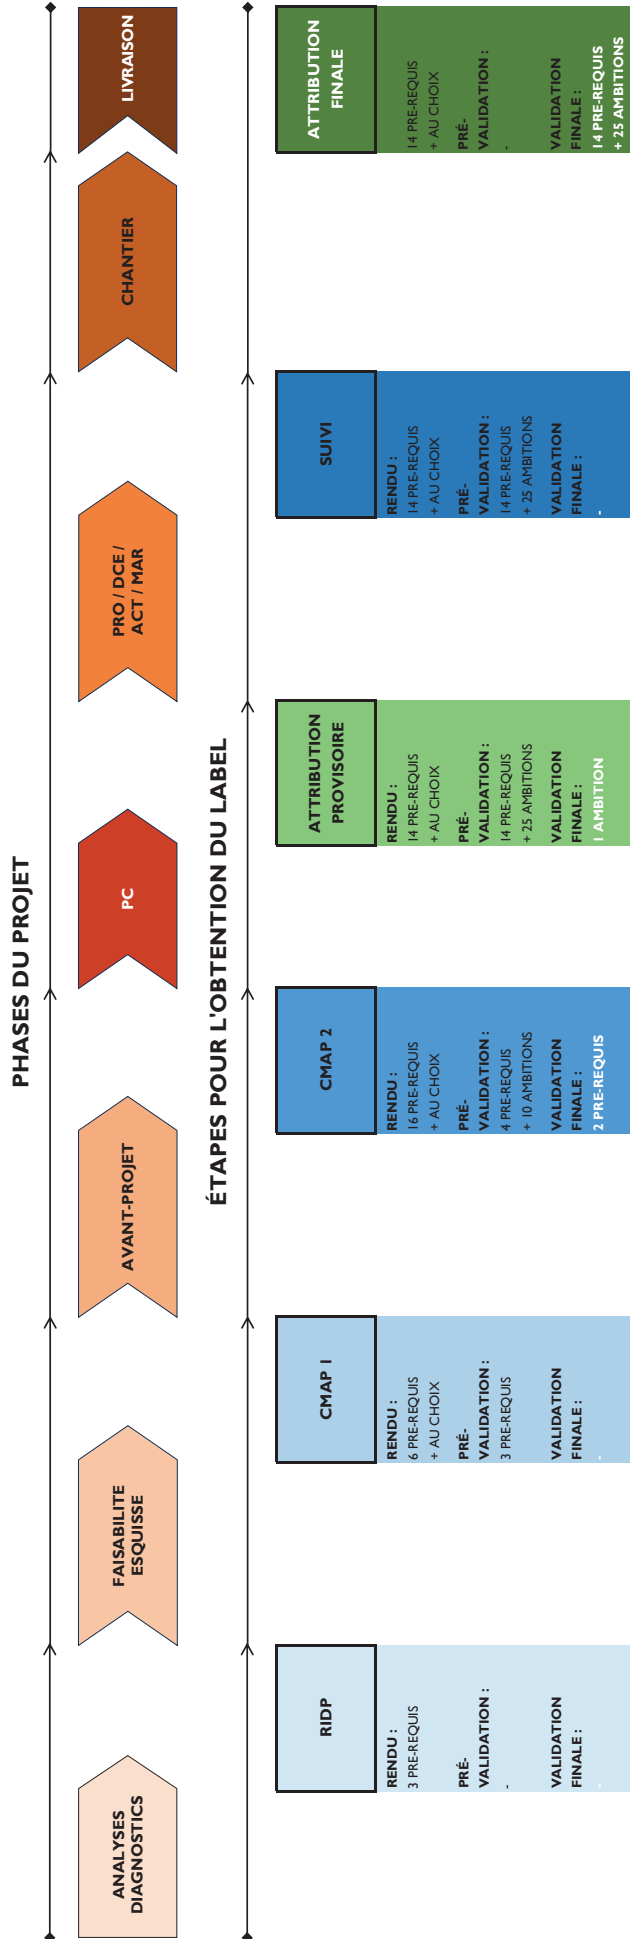 PHASES DU PROJET
ANALYSES
DIAGNOSTICS
FAISABILITE
ESQUISSE
AVANT-PROJET
PC
PRO / DCE /
ACT / MAR
CHANTIER
LIVRAISON
ÉTAPES POUR L'OBTENTION DU LABEL
RIDP
RENDU :
3 PRE-REQUIS
PRÉ-
VALIDATION :
-
VALIDATION
FINALE :
-
CMAP 1
RENDU :
6 PRE-REQUIS
+ AU CHOIX
PRÉ-
VALIDATION :
3 PRE-REQUIS
VALIDATION
FINALE :
-
CMAP 2
RENDU :
16 PRE-REQUIS
+ AU CHOIX
PRÉ-
VALIDATION :
4 PRE-REQUIS
+ 10 AMBITIONS
VALIDATION
FINALE :
2 PRE-REQUIS
ATTRIBUTION
PROVISOIRE
RENDU :
14 PRE-REQUIS
+ AU CHOIX
PRÉ-
VALIDATION :
14 PRE-REQUIS
+ 25 AMBITIONS
VALIDATION
FINALE :
1 AMBITION
SUIVI
RENDU :
14 PRE-REQUIS
+ AU CHOIX
PRÉ-
VALIDATION :
14 PRE-REQUIS
+ 25 AMBITIONS
VALIDATION
FINALE :
-
ATTRIBUTION
FINALE
14 PRE-REQUIS
+ AU CHOIX
PRÉ-
VALIDATION :
-
VALIDATION
FINALE :
14 PRE-REQUIS
+ 25 AMBITIONS